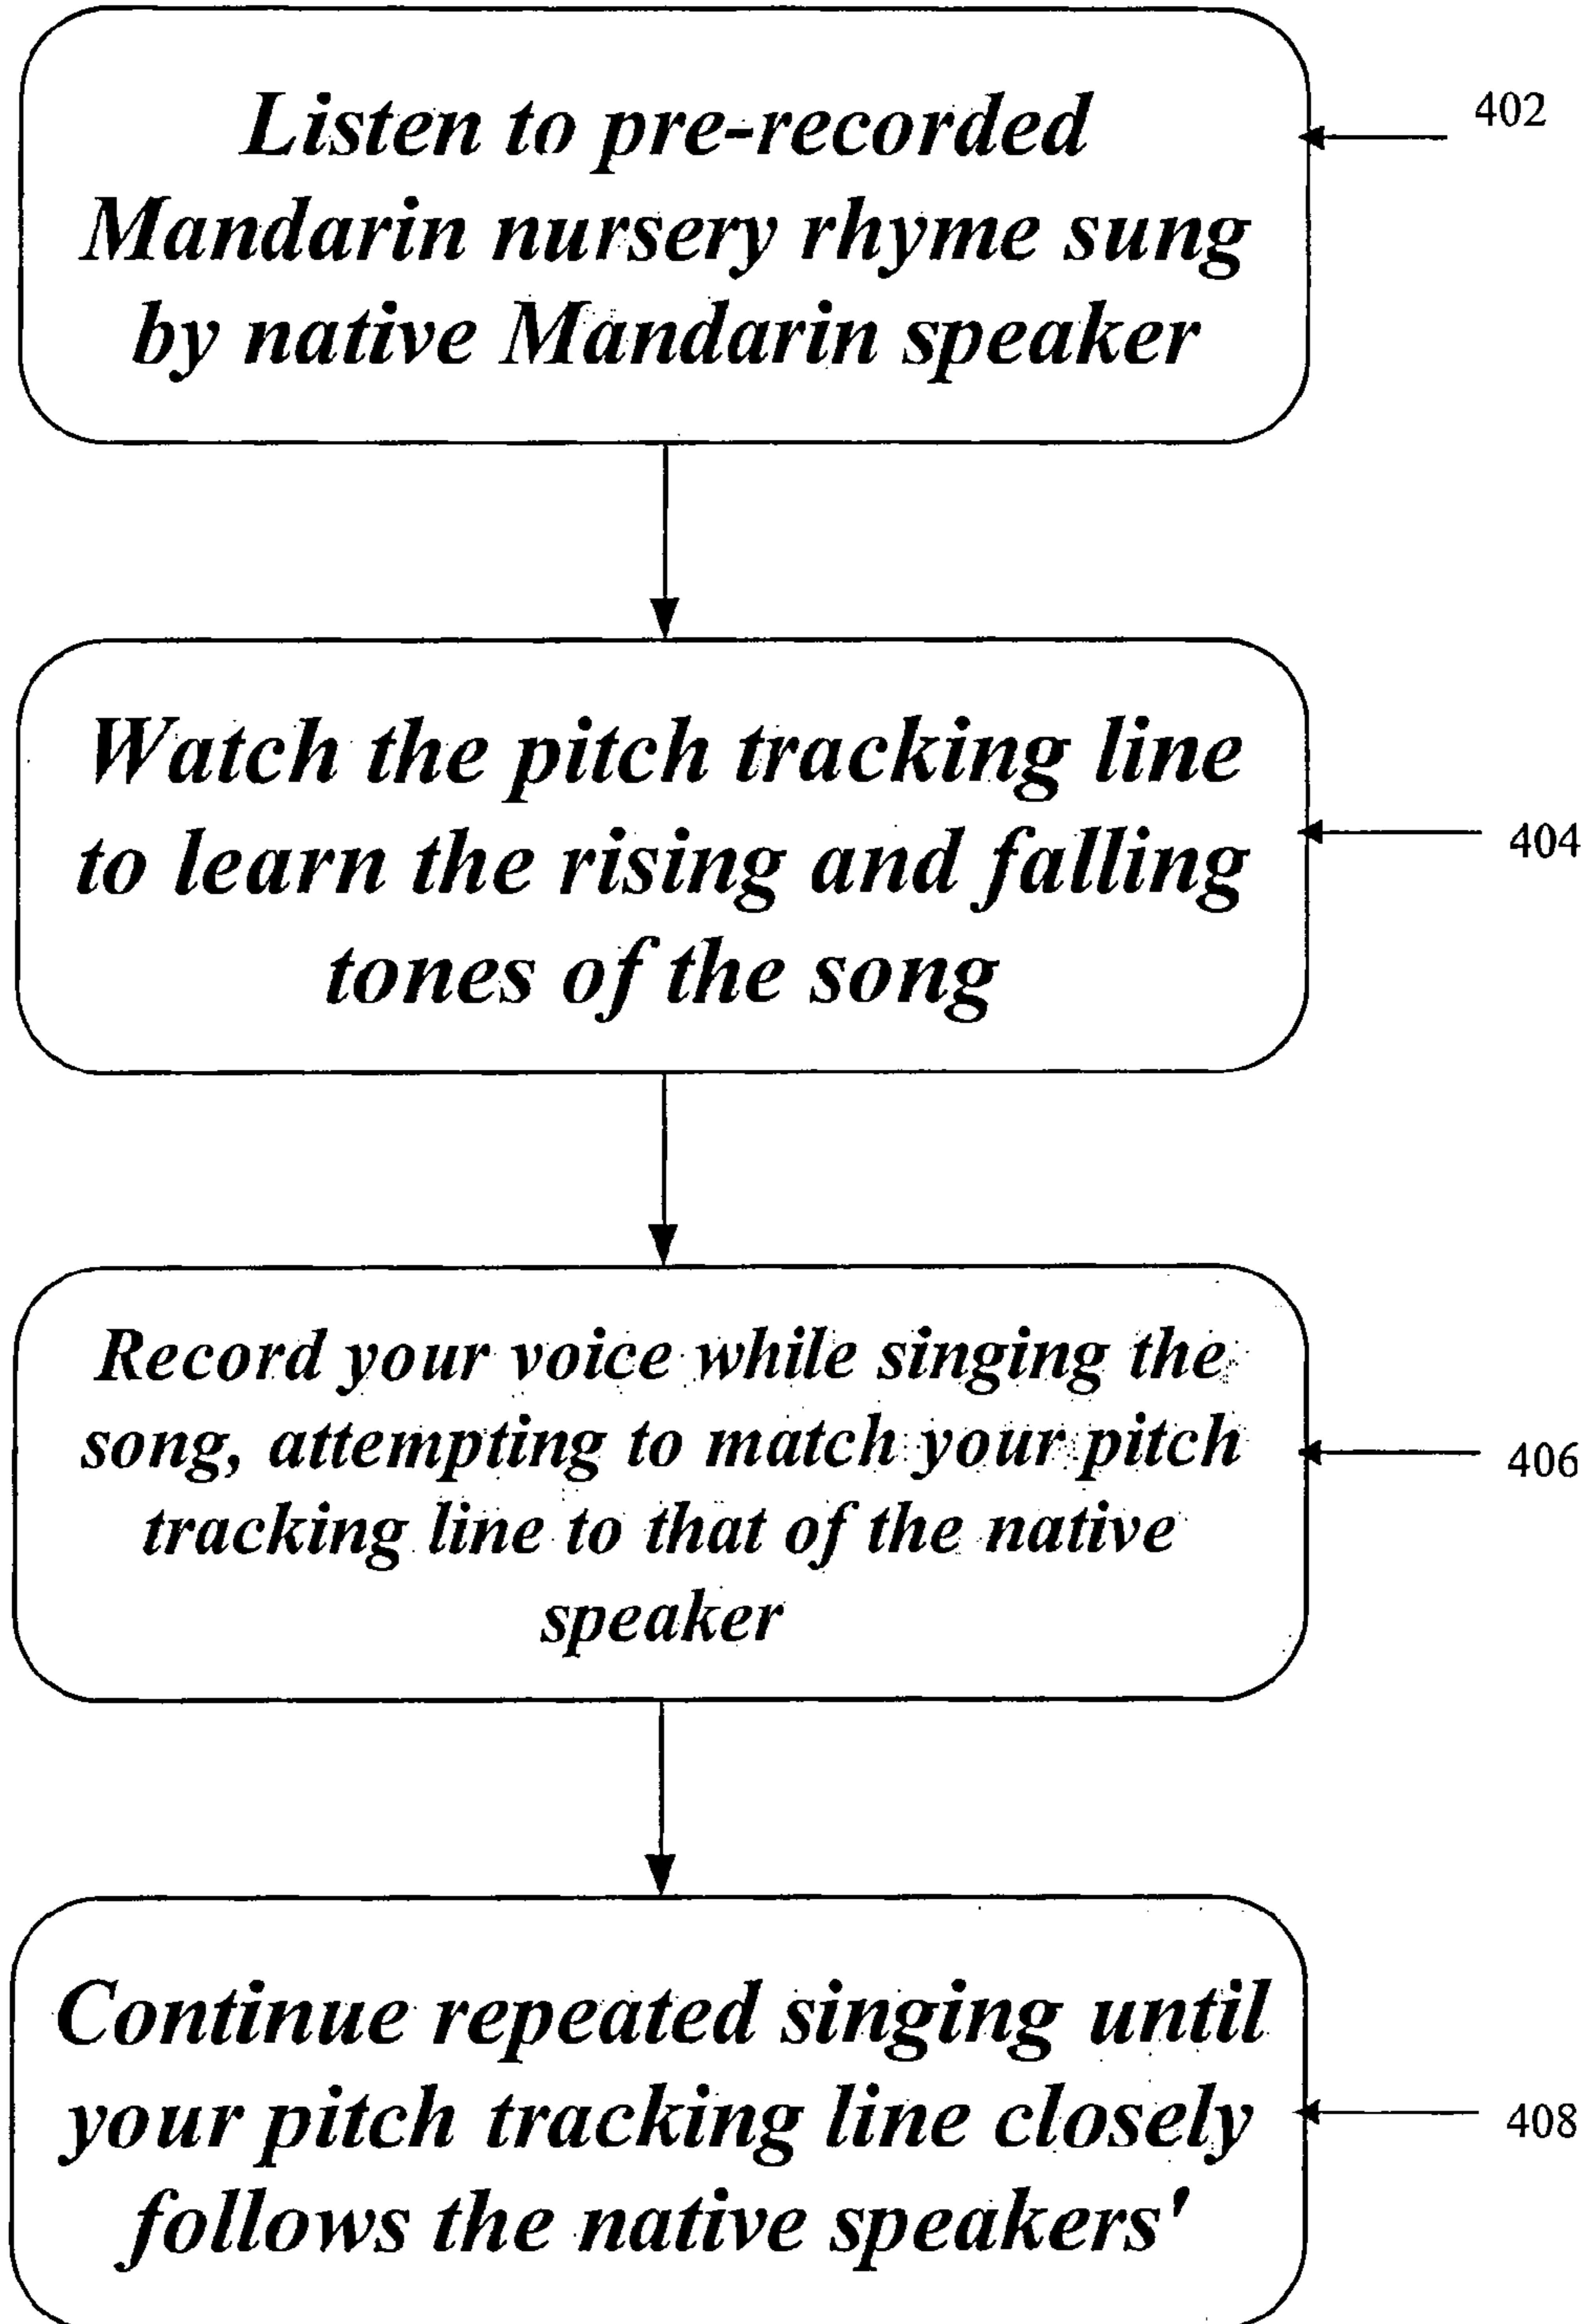 Listen to pre-recorded
402
Mandarin nursery rhyme sung
by native Mandarin speaker
Watch the pitch tracking line
to learn the rising and falling
404
tones of the song
Record your voice while singing the
song, attempting to match your pitch
406
tracking line to that of the native
speaker
Continue repeated singing until
your pitch tracking line closely
408
follows the native speakers'